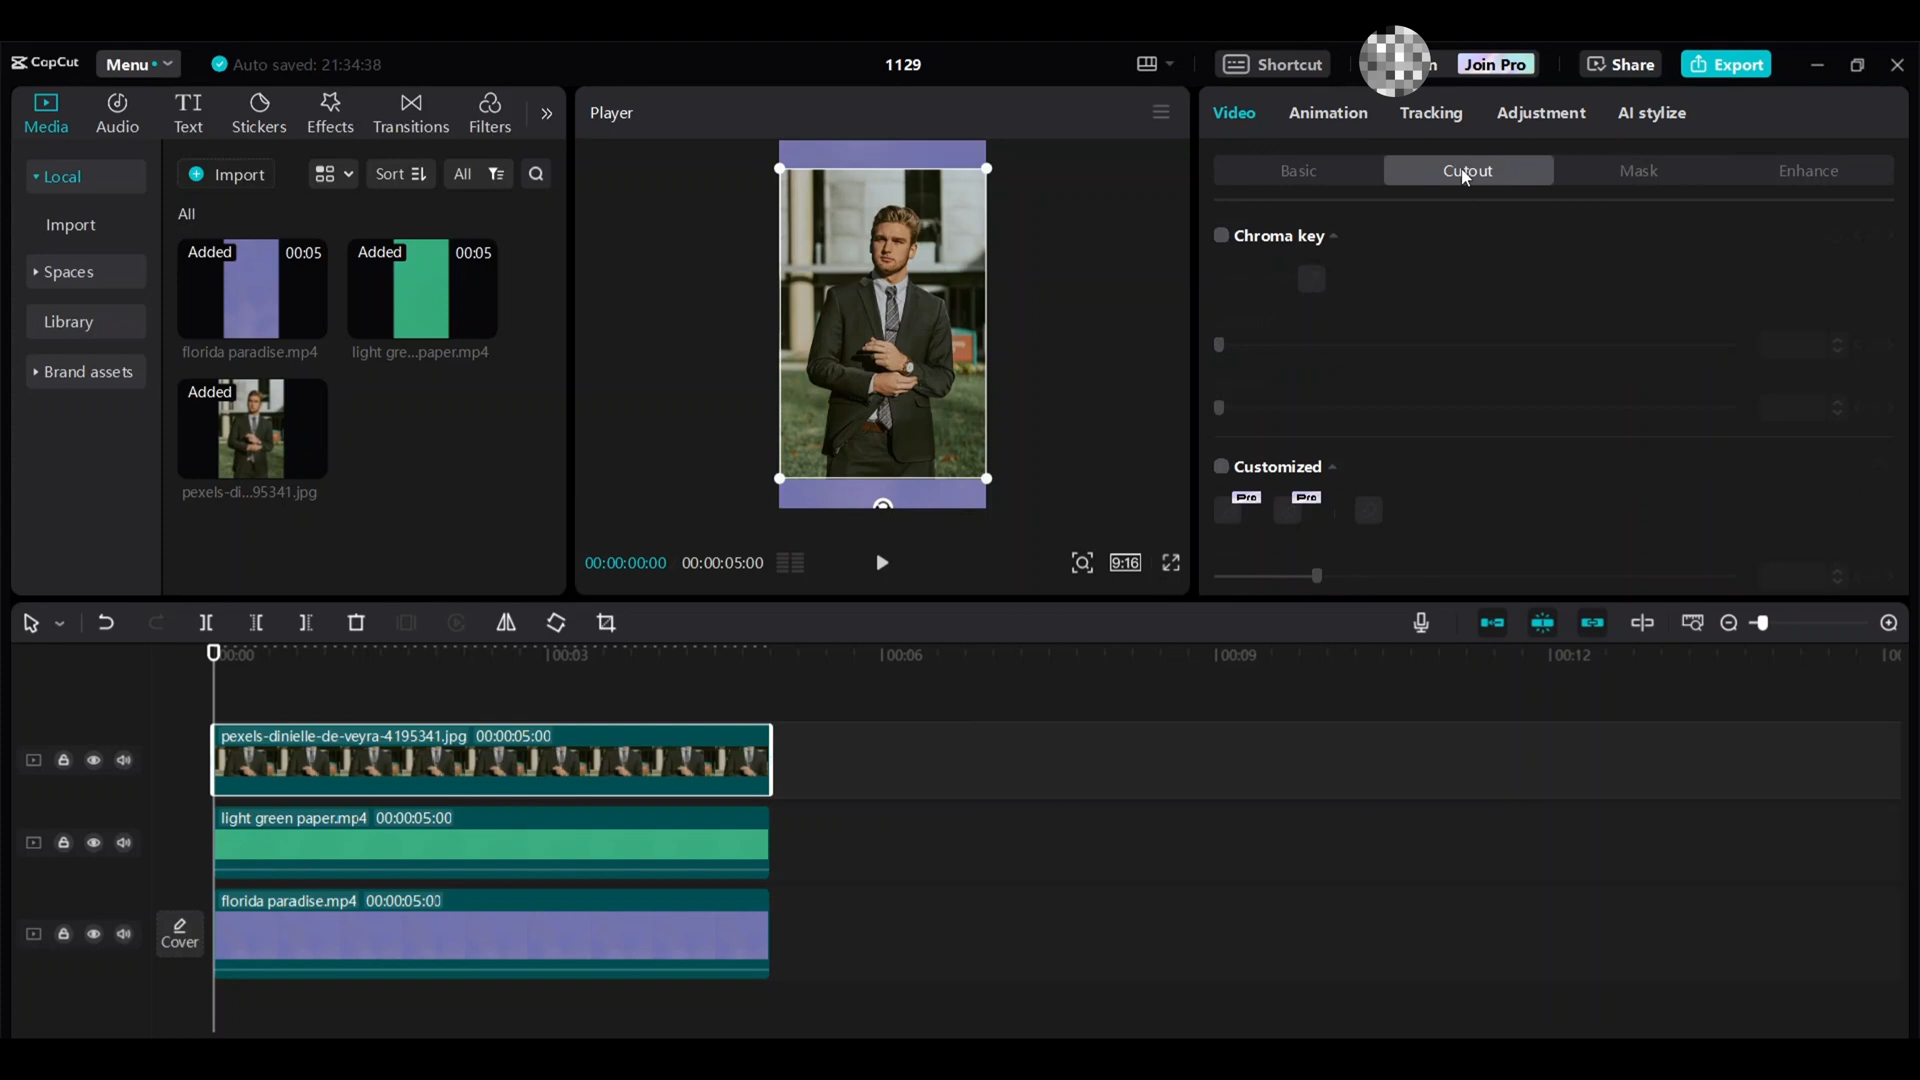 CapCut
Menu
Auto saved: 21:34:38
1129
Shortcut
Join Pro
Share
Export
Media
Audio
Text
Stickers
Effects
Transitions
Filters
Player
Video
Animation
Tracking
Adjustment
AI stylize
Local
Import
Spaces
Library
Brand assets
Import
Sort
All
All
Added 00:05
florida paradise.mp4
Added 00:05
light gre...paper.mp4
Added
pexels-di...95341.jpg
00:00:00:00
00:00:05:00
9:16
Basic
Cutout
Mask
Enhance
Chroma key
Customized
Pro
Pro
00:00
00:03
00:06
00:09
00:12
pexels-dinielle-de-veyra-4195341.jpg 00:00:05:00
light green paper.mp4 00:00:05:00
florida paradise.mp4 00:00:05:00
Cover